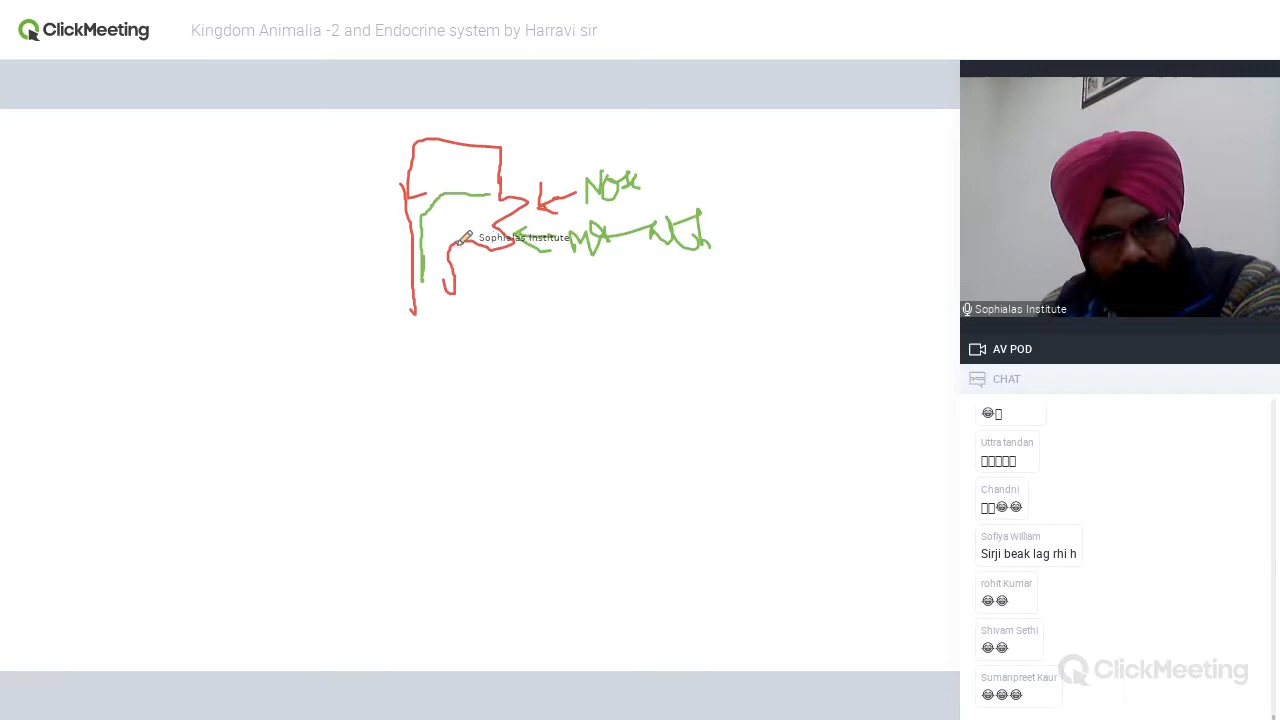 ClickMeeting
Kingdom Animalia -2 and Endocrine system by Harravi sir
Nose
Sophialas Institute
Sophialas Institute
AV POD
CHAT
😂
Uttra tandan
Chandni
😂😂
Sofiya William
Sirji beak lag rhi h
rohit Kumar
😂😂
Shivam Sethi
😂😂
Sumanpreet Kaur
😂😂😂
ClickMeeting